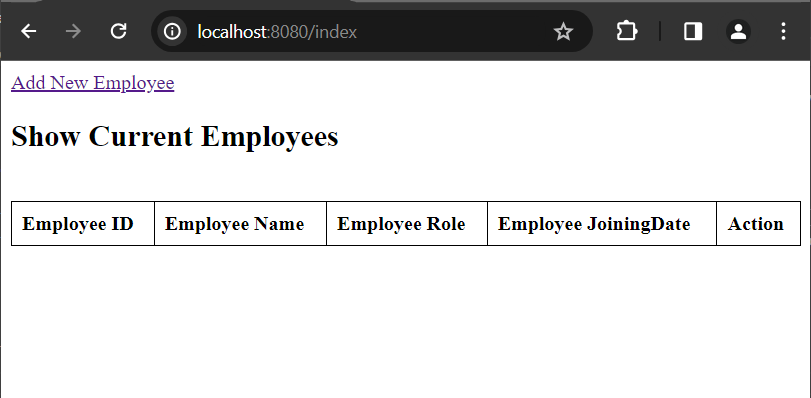 localhost:8080/index
Add New Employee
Show Current Employees
Employee ID Employee Name Employee Role Employee JoiningDate Action